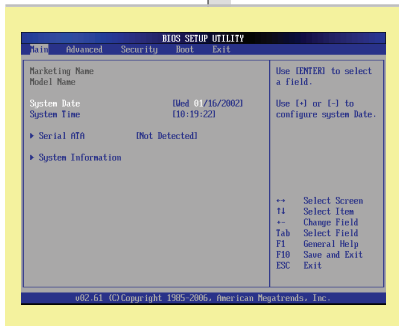 BIOS SETUP UTILITY
Main Advanced Security Boot Exit
Marketing Name
Model Name
System Date [Wed 01/16/2002]
System Time [10:19:22]
▶ Serial ATA [Not Detected]
▶ System Information
Use [ENTER] to select
a field.
Use [+] or [-] to
configure system Date.
↔ Select Screen
↑↓ Select Item
+- Change Field
Tab Select Field
F1 General Help
F10 Save and Exit
ESC Exit
v02.61 (C)Copyright 1985-2006, American Megatrends, Inc.